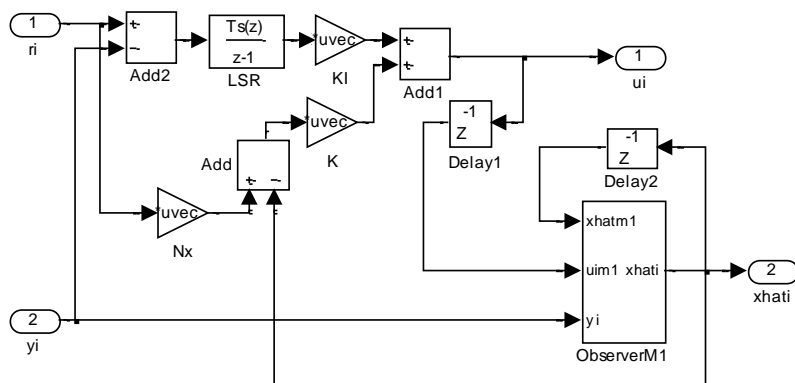 1
ri
+
−
Add2
Ts(z)
z-1
LSR
*uvec
KI
+
+
Add1
1
ui
*uvec
K
Add
+ −
-1
Z
Delay1
-1
Z
Delay2
*uvec
Nx
xhatm1
uim1 xhati
yi
ObserverM1
2
xhati
2
yi